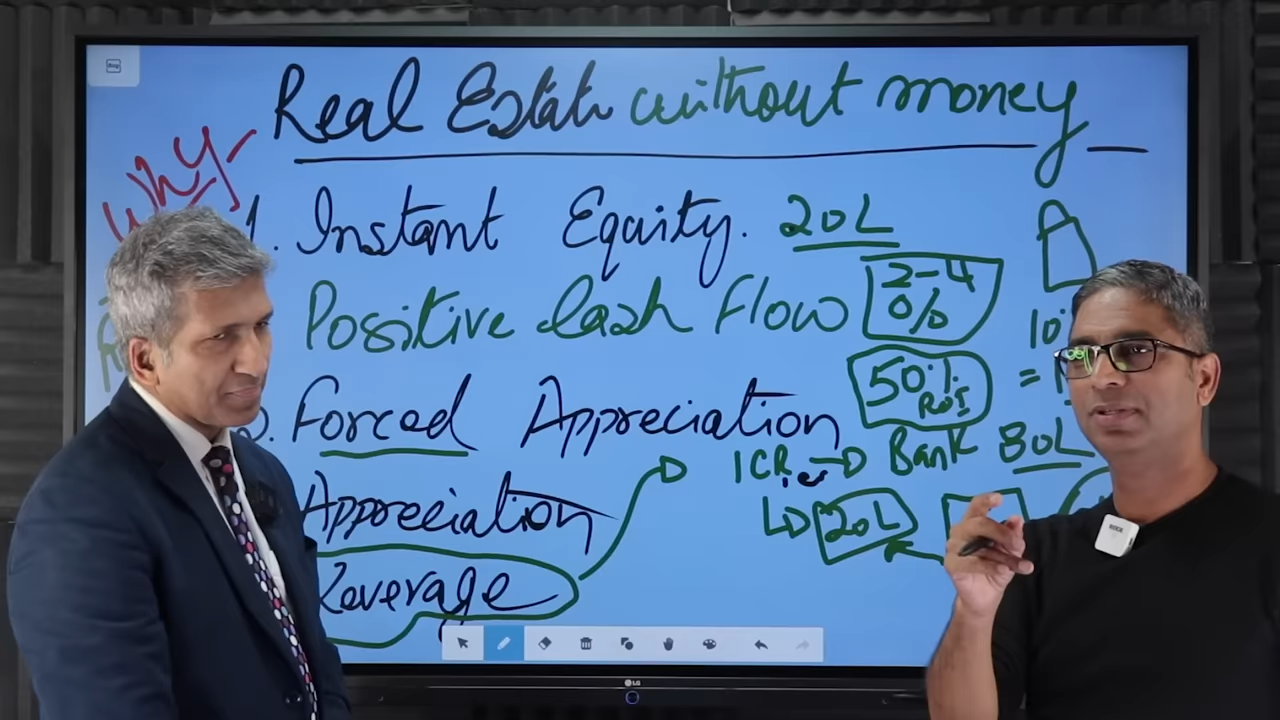 Real Estate without money
Why
1. Instant Equity. 20L
Positive Cash Flow 2-4 %
50% ROI
Forced Appreciation
1CR → Bank 80L
Appreciation
20L
Leverage
LG
RODE